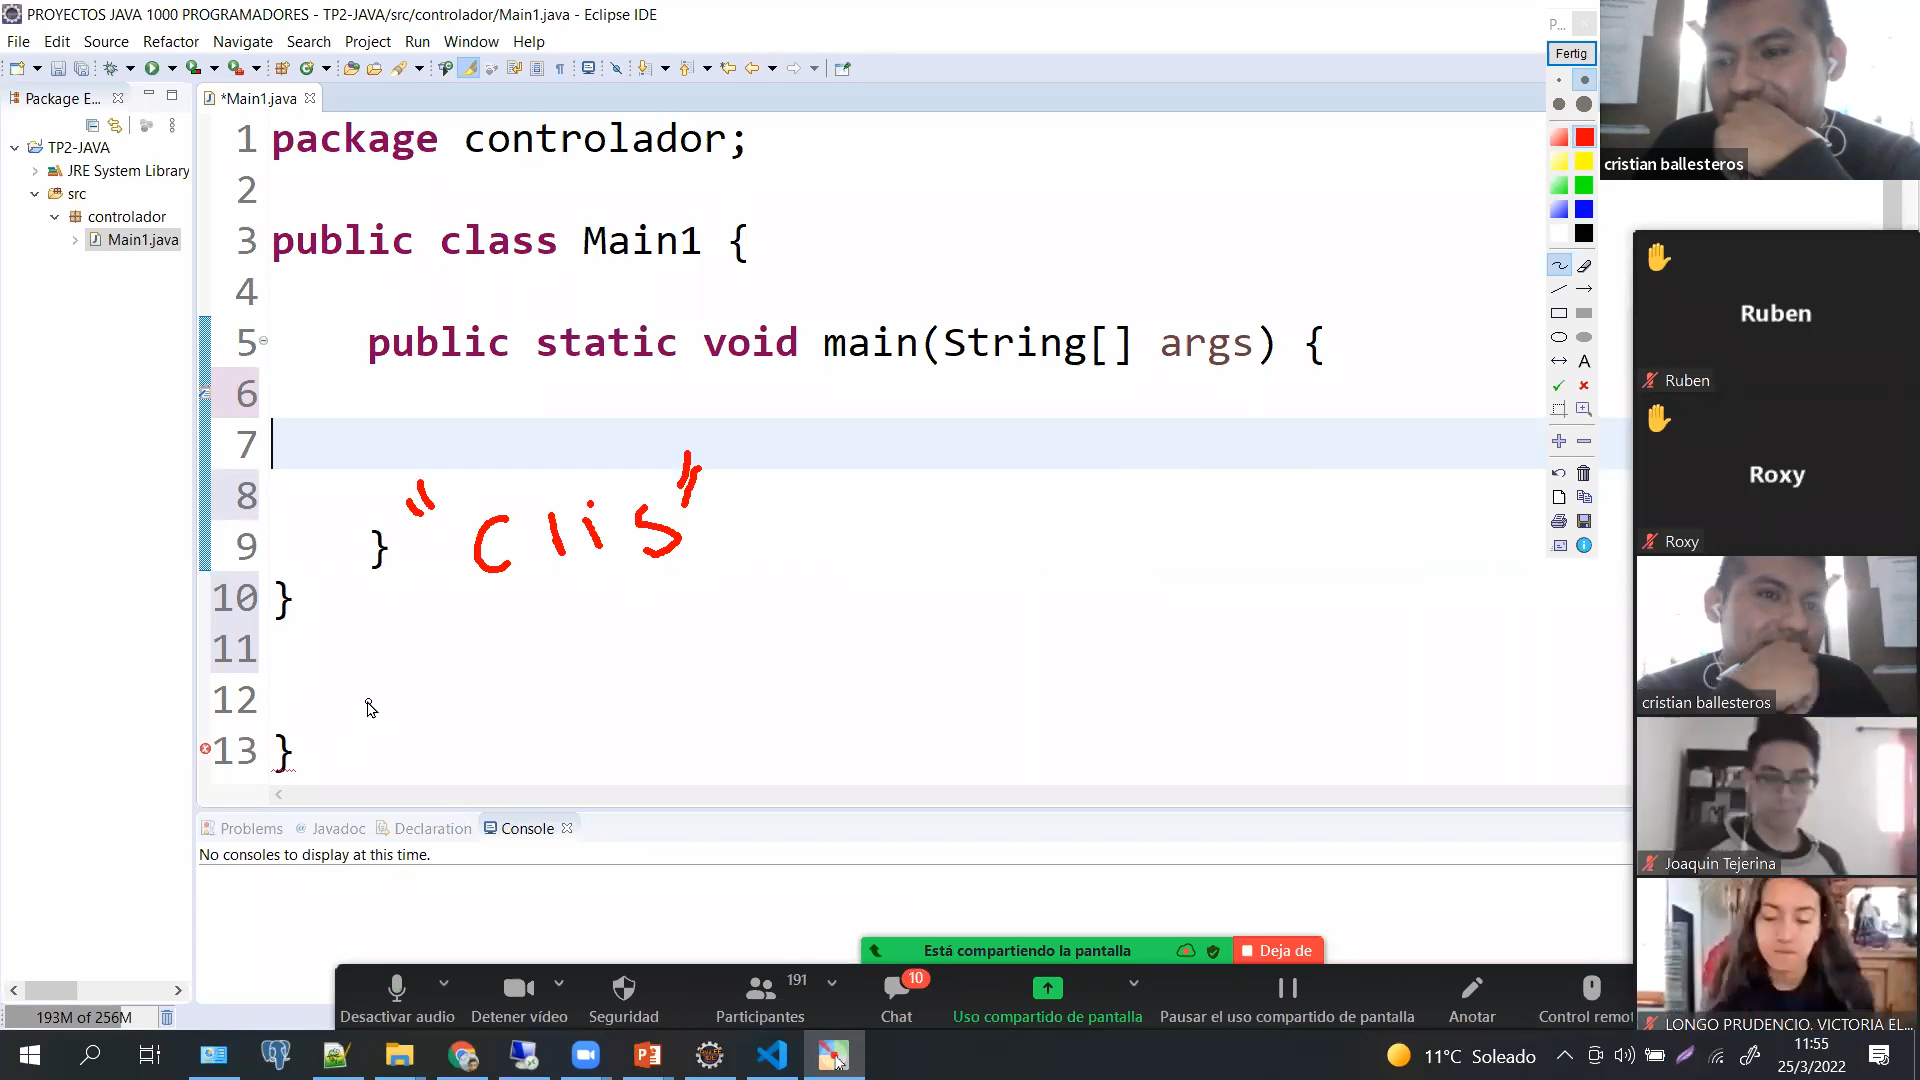 PROYECTOS JAVA 1000 PROGRAMADORES - TP2-JAVA/src/controlador/Main1.java - Eclipse IDE
File Edit Source Refactor Navigate Search Project Run Window Help
Package E...
TP2-JAVA
JRE System Library
src
controlador
Main1.java
*Main1.java
1 package controlador;
2
3 public class Main1 {
4
5 public static void main(String[] args) {
6
7
8
9 }
10 }
11
12
13 }
"Clis"
Problems @ Javadoc Declaration Console
No consoles to display at this time.
193M of 256M
P...
Fertig
A
cristian ballesteros
Ruben
Ruben
Roxy
Roxy
cristian ballesteros
Joaquin Tejerina
LONGO PRUDENCIO. VICTORIA EL...
Está compartiendo la pantalla Deja de
Desactivar audio
Detener vídeo
Seguridad
191
Participantes
10
Chat
Uso compartido de pantalla
Pausar el uso compartido de pantalla
Anotar
Control remot
11°C Soleado
11:55
25/3/2022